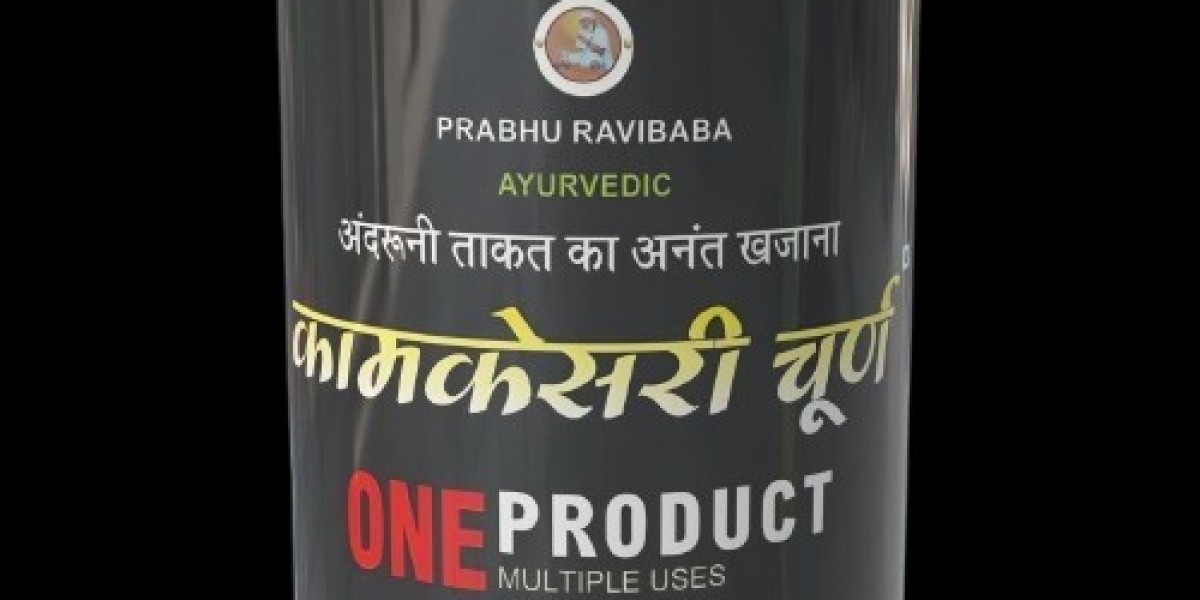 PRABHU RAVIBABA
AYURVEDIC
अंदरूनी ताकत का अनंत खजाना
कामकेसरी चूर्ण
ONE PRODUCT
MULTIPLE USES